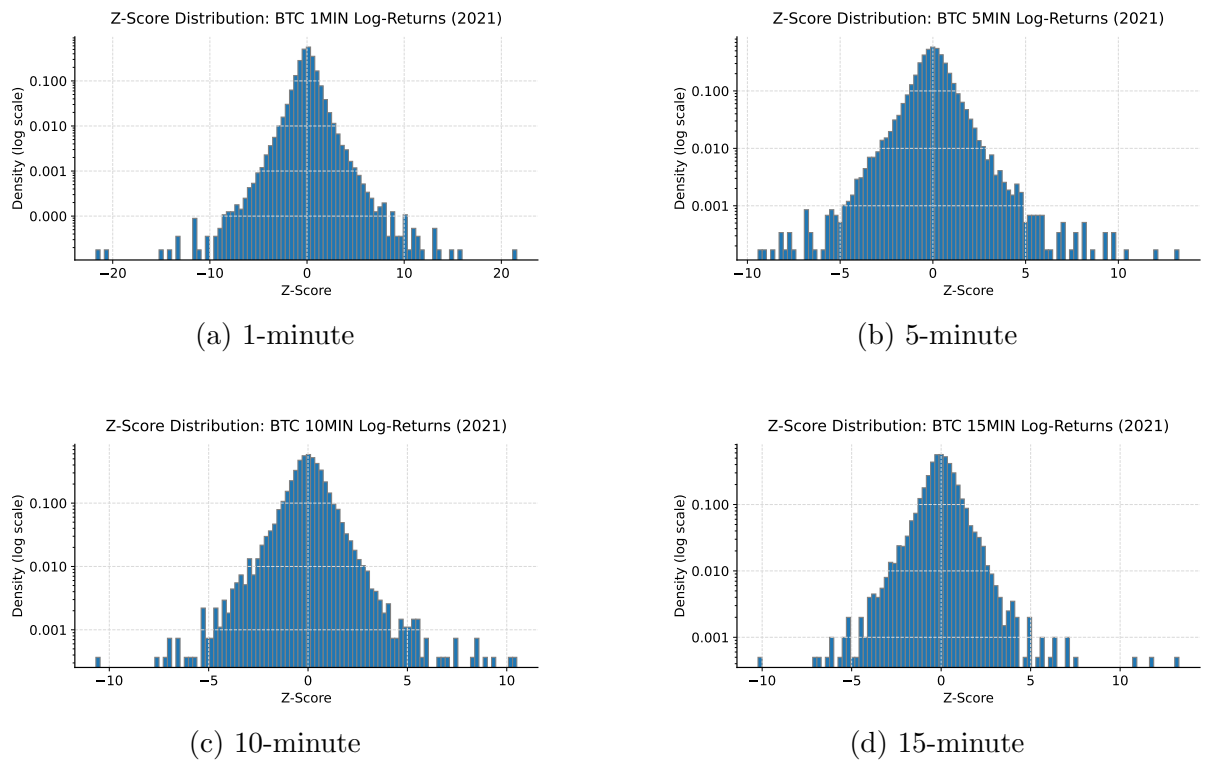 Z-Score Distribution: BTC 1MIN Log-Returns (2021)
Density (log scale)
0.100
0.010
0.001
0.000
−20
−10
0
10
20
Z-Score
(a) 1-minute
Z-Score Distribution: BTC 5MIN Log-Returns (2021)
Density (log scale)
0.100
0.010
0.001
−10
−5
0
5
10
Z-Score
(b) 5-minute
Z-Score Distribution: BTC 10MIN Log-Returns (2021)
Density (log scale)
0.100
0.010
0.001
−10
−5
0
5
10
Z-Score
(c) 10-minute
Z-Score Distribution: BTC 15MIN Log-Returns (2021)
Density (log scale)
0.100
0.010
0.001
−10
−5
0
5
10
Z-Score
(d) 15-minute